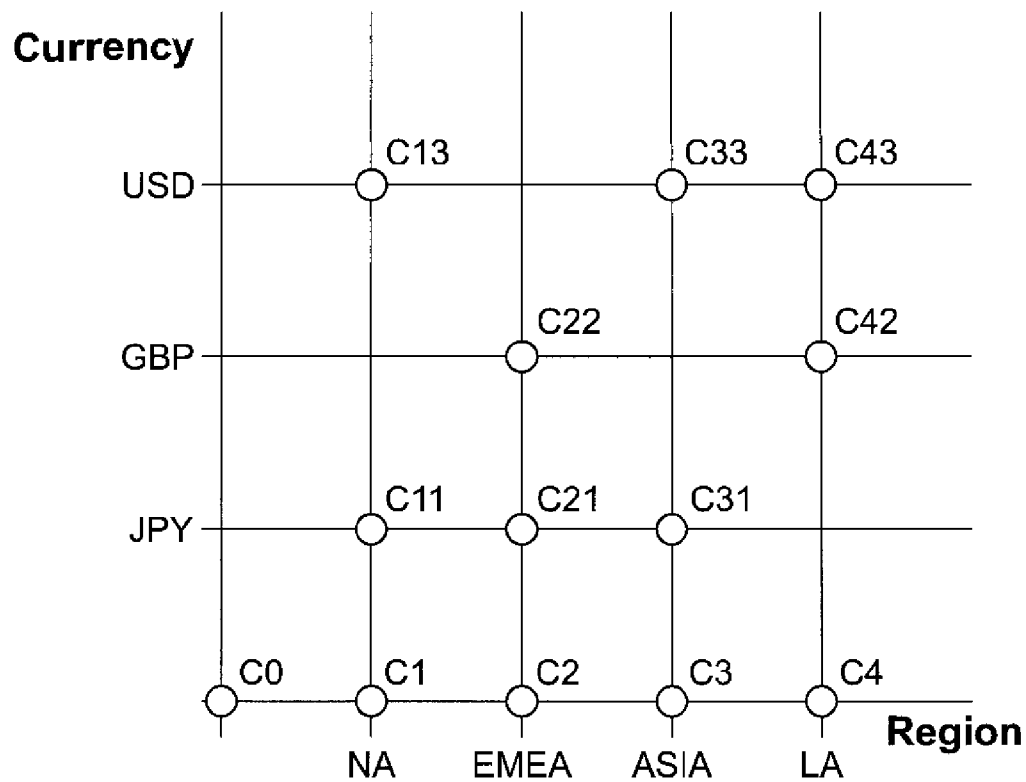 Currency
C13 C33 C43
USD
C22 C42
GBP
C11 C21 C31
JPY
C0 C1 C2 C3 C4
Region
NA EMEA ASIA LA